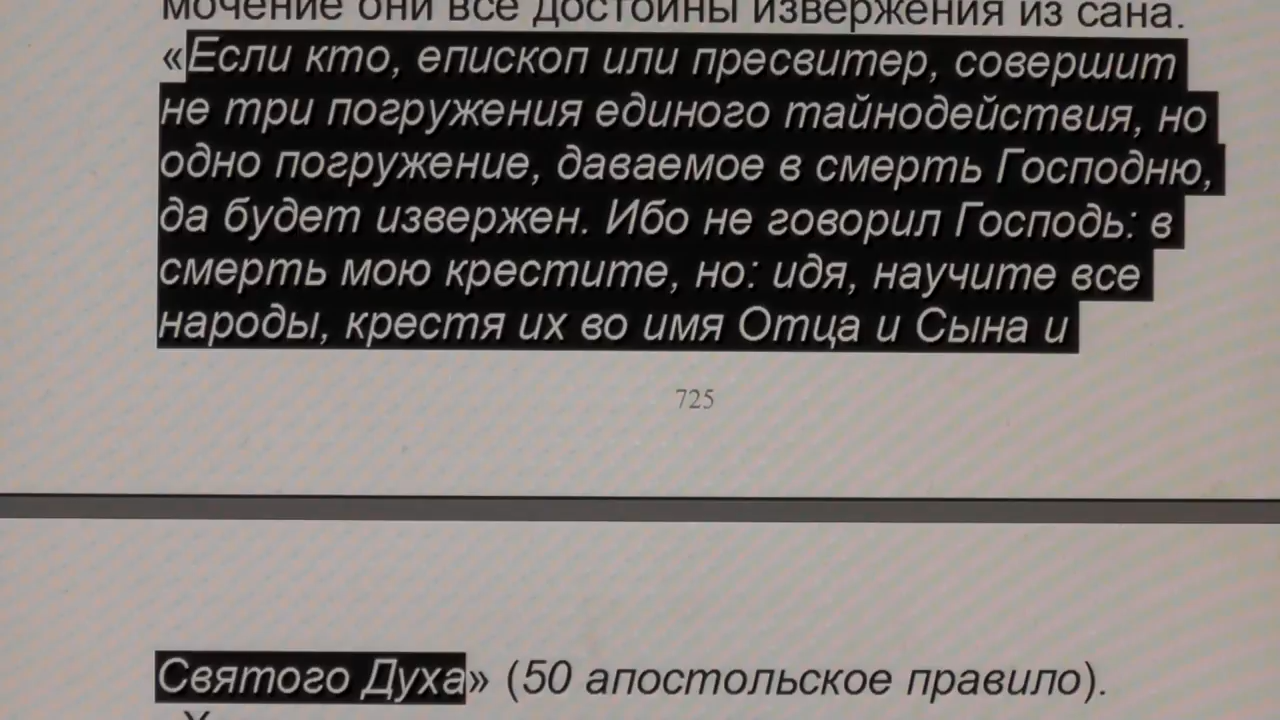 мочение они все достойны извержения из сана.
«Если кто, епископ или пресвитер, совершит
не три погружения единого тайнодействия, но
одно погружение, даваемое в смерть Господню,
да будет извержен. Ибо не говорил Господь: в
смерть мою крестите, но: идя, научите все
народы, крестя их во имя Отца и Сына и
725
Святого Духа» (50 апостольское правило).